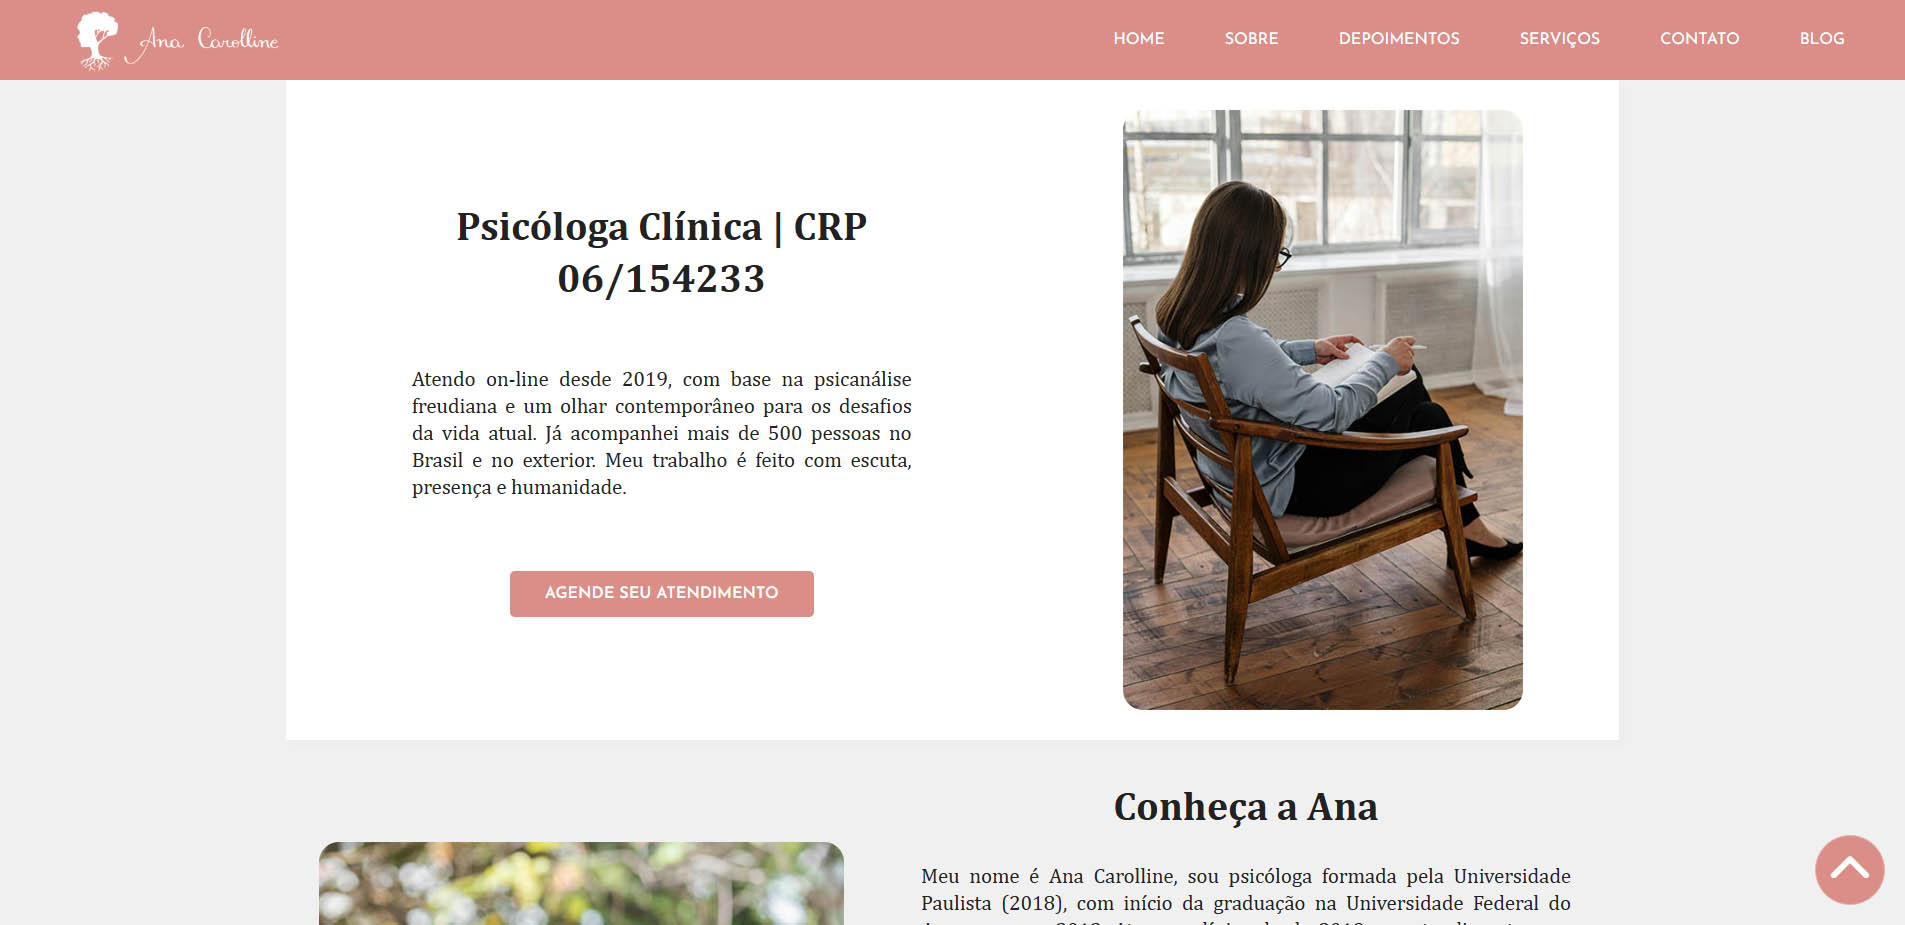 Ana Carolline
HOME
SOBRE
DEPOIMENTOS
SERVIÇOS
CONTATO
BLOG
Psicóloga Clínica | CRP
06/154233
Atendo on-line desde 2019, com base na psicanálise
freudiana e um olhar contemporâneo para os desafios
da vida atual. Já acompanhei mais de 500 pessoas no
Brasil e no exterior. Meu trabalho é feito com escuta,
presença e humanidade.
AGENDE SEU ATENDIMENTO
Conheça a Ana
Meu nome é Ana Carolline, sou psicóloga formada pela Universidade
Paulista (2018), com início da graduação na Universidade Federal do